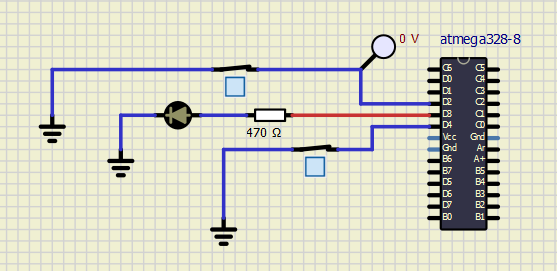 0 V
atmega328-8
470 Ω
C6 C5
D0 C4
D1 C3
D2 C2
D3 C1
D4 C0
Vcc Gnd
Gnd Ar
B6 A+
B7 B5
D5 B4
D6 B3
D7 B2
B0 B1